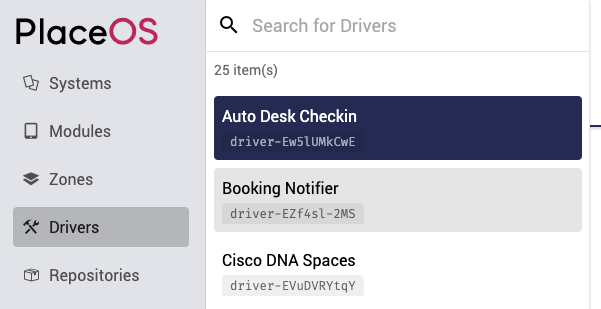 PlaceOS
Systems
Modules
Zones
Drivers
Repositories
Search for Drivers
25 item(s)
Auto Desk Checkin
driver-Ew5lUMkCwE
Booking Notifier
driver-EZf4sl-2MS
Cisco DNA Spaces
driver-EVuDVRYtqY